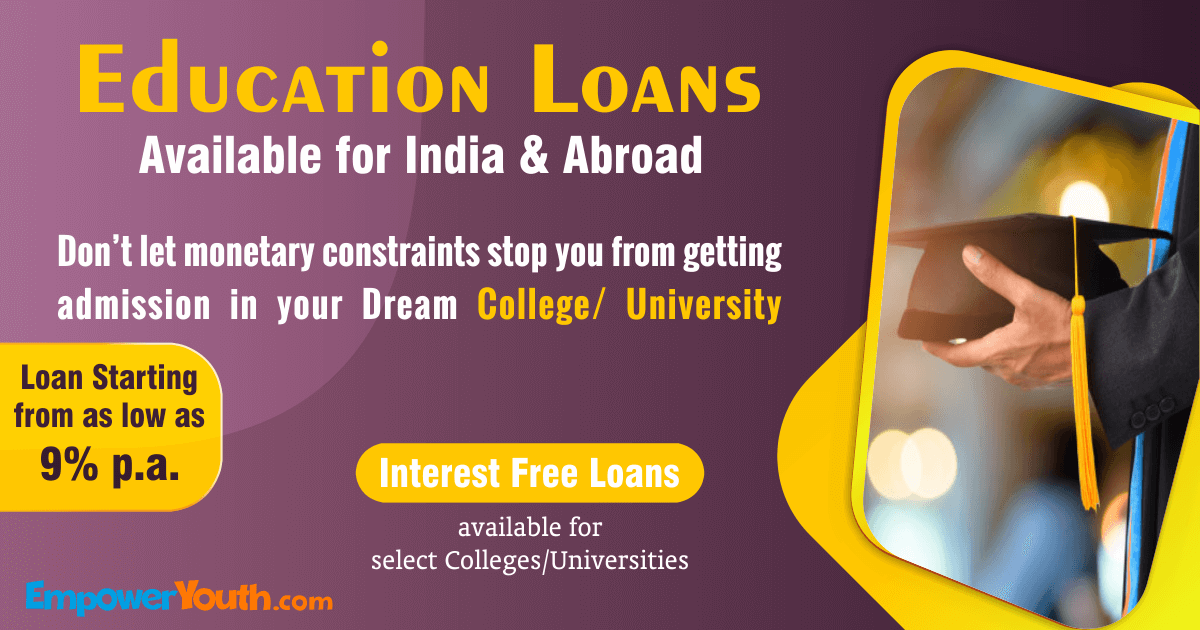 Education Loans
Available for India & Abroad
Don't let monetary constraints stop you from getting
admission in your Dream College/ University
Loan Starting
from as low as
9% p.a.
Interest Free Loans
available for
select Colleges/Universities
EmpowerYouth.com